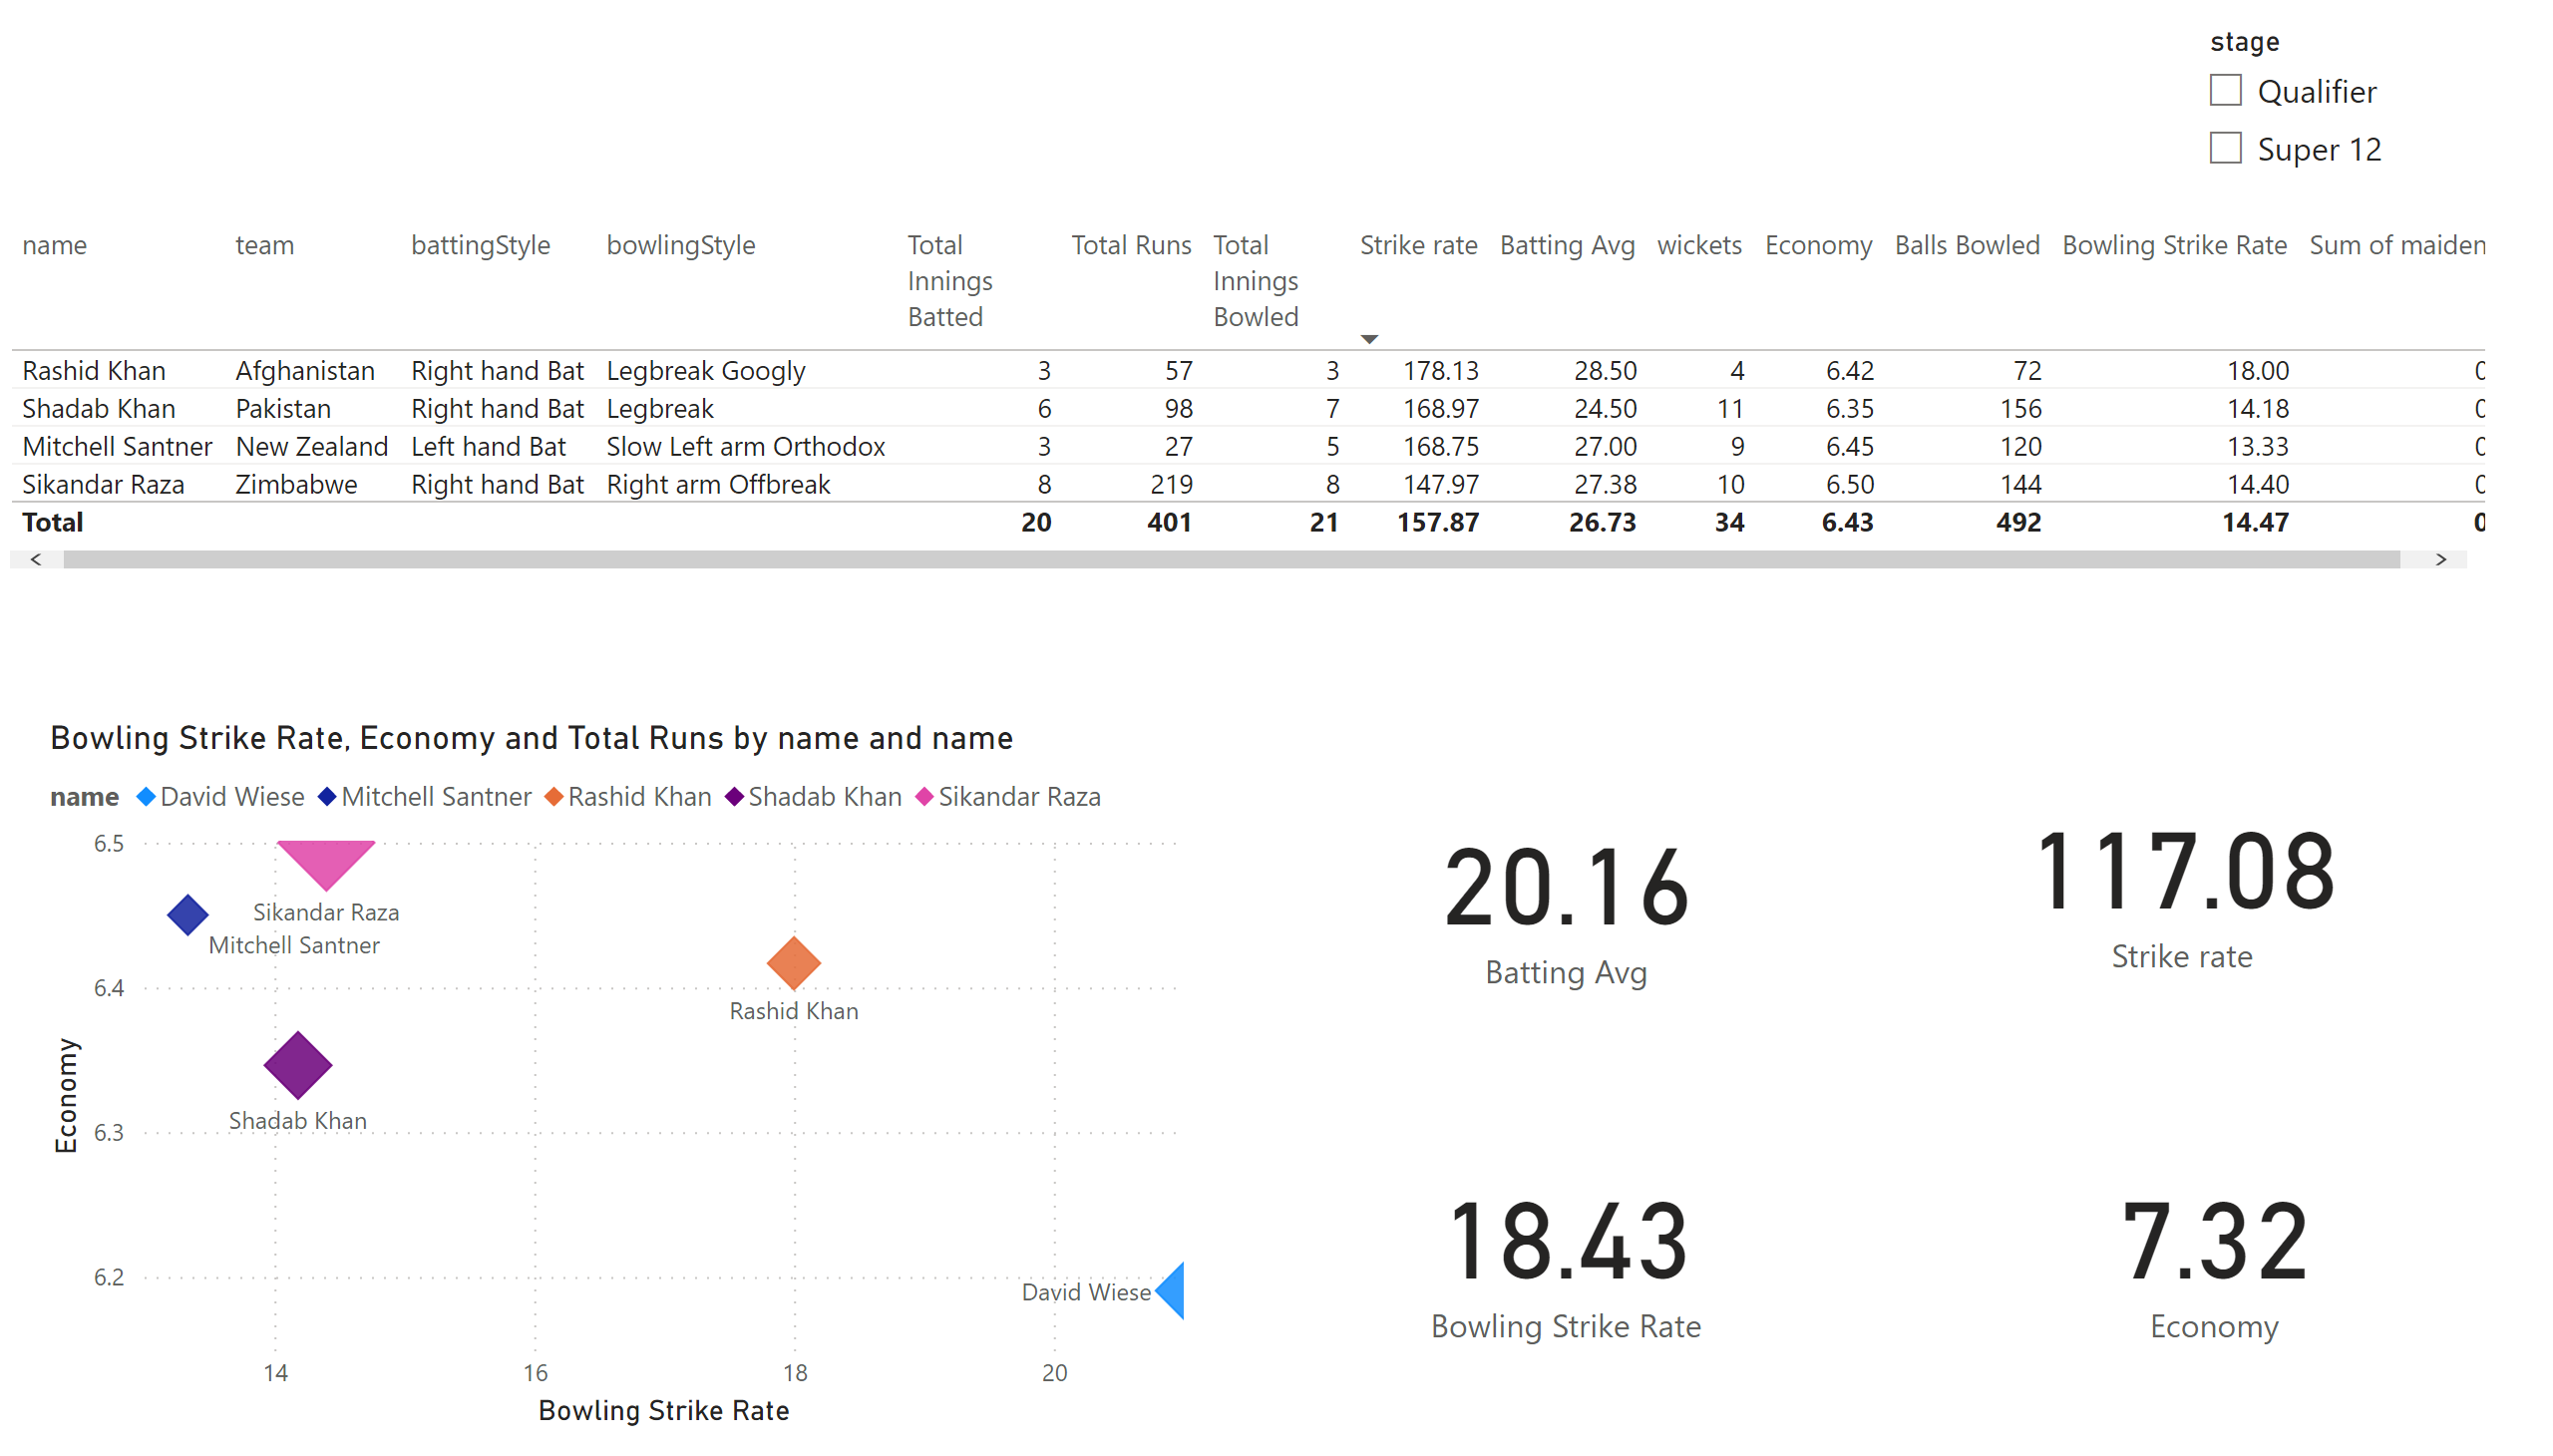 stage
Qualifier
Super 12
name team battingStyle bowlingStyle Total Innings Batted Total Runs Total Innings Bowled Strike rate Batting Avg wickets Economy Balls Bowled Bowling Strike Rate Sum of maiden
Rashid Khan Afghanistan Right hand Bat Legbreak Googly 3 57 3 178.13 28.50 4 6.42 72 18.00 0
Shadab Khan Pakistan Right hand Bat Legbreak 6 98 7 168.97 24.50 11 6.35 156 14.18 0
Mitchell Santner New Zealand Left hand Bat Slow Left arm Orthodox 3 27 5 168.75 27.00 9 6.45 120 13.33 0
Sikandar Raza Zimbabwe Right hand Bat Right arm Offbreak 8 219 8 147.97 27.38 10 6.50 144 14.40 0
Total 20 401 21 157.87 26.73 34 6.43 492 14.47 0
Bowling Strike Rate, Economy and Total Runs by name and name
name David Wiese Mitchell Santner Rashid Khan Shadab Khan Sikandar Raza
6.5
Sikandar Raza
Mitchell Santner
6.4
Rashid Khan
Shadab Khan
6.3
6.2
David Wiese
Economy
14 16 18 20
Bowling Strike Rate
20.16
Batting Avg
117.08
Strike rate
18.43
Bowling Strike Rate
7.32
Economy